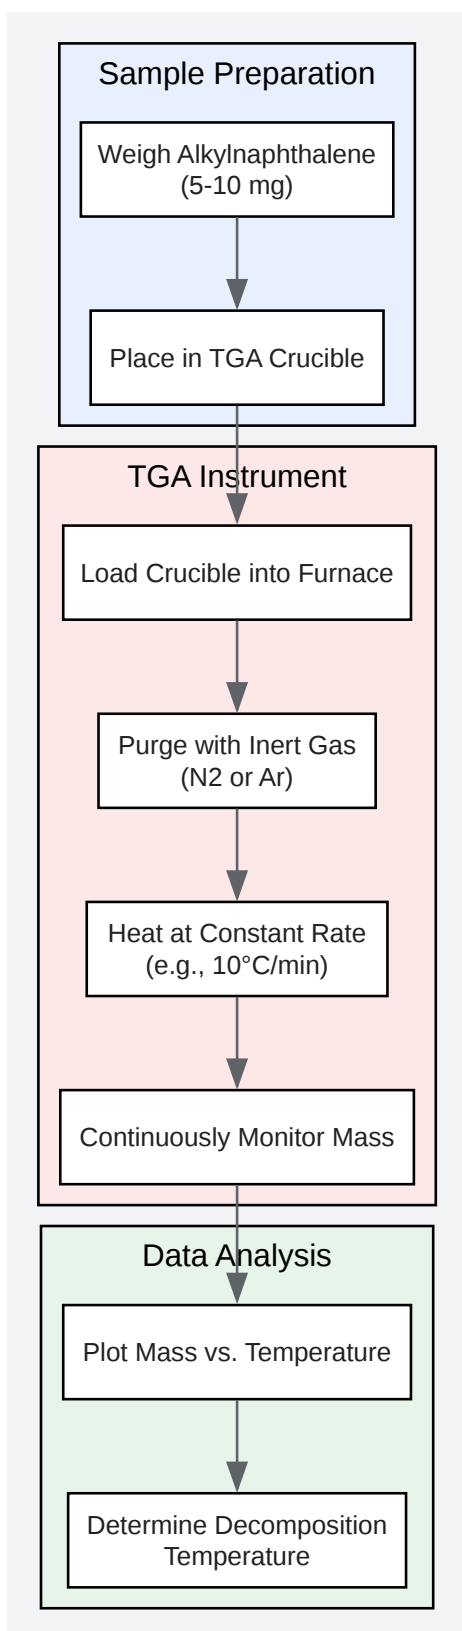 Sample Preparation
Weigh Alkylnaphthalene
(5-10 mg)
Place in TGA Crucible
TGA Instrument
Load Crucible into Furnace
Purge with Inert Gas
(N2 or Ar)
Heat at Constant Rate
(e.g., 10°C/min)
Continuously Monitor Mass
Data Analysis
Plot Mass vs. Temperature
Determine Decomposition
Temperature